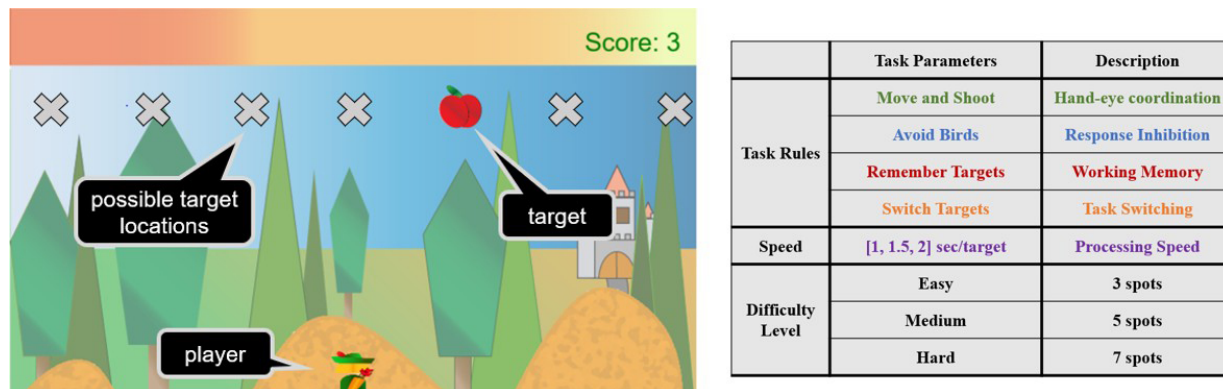 Score: 3
possible target
locations
target
player
Task Parameters Description
Task Rules
Move and Shoot Hand-eye coordination
Avoid Birds Response Inhibition
Remember Targets Working Memory
Switch Targets Task Switching
Speed [1, 1.5, 2] sec/target Processing Speed
Difficulty
Level
Easy 3 spots
Medium 5 spots
Hard 7 spots